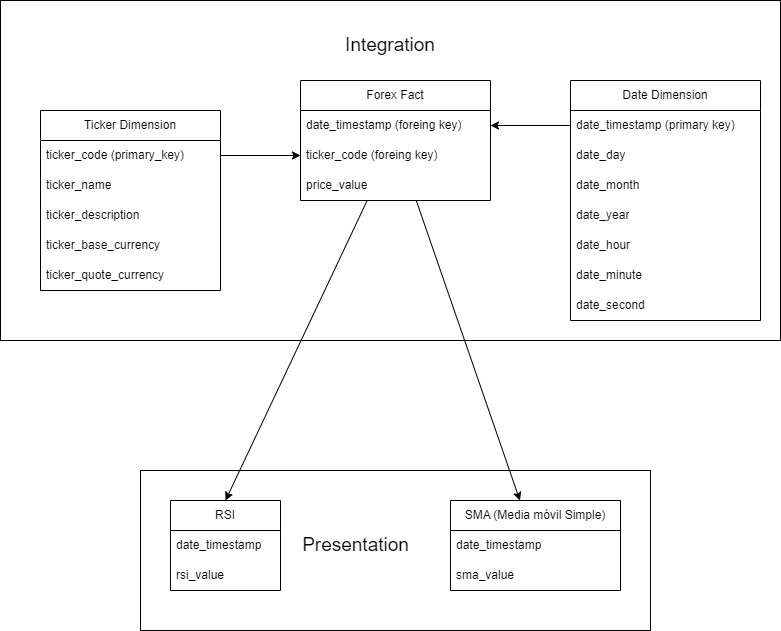 Integration
Ticker Dimension
ticker_code (primary_key)
ticker_name
ticker_description
ticker_base_currency
ticker_quote_currency
Forex Fact
date_timestamp (foreing key)
ticker_code (foreing key)
price_value
Date Dimension
date_timestamp (primary key)
date_day
date_month
date_year
date_hour
date_minute
date_second
RSI
date_timestamp
rsi_value
Presentation
SMA (Media móvil Simple)
date_timestamp
sma_value